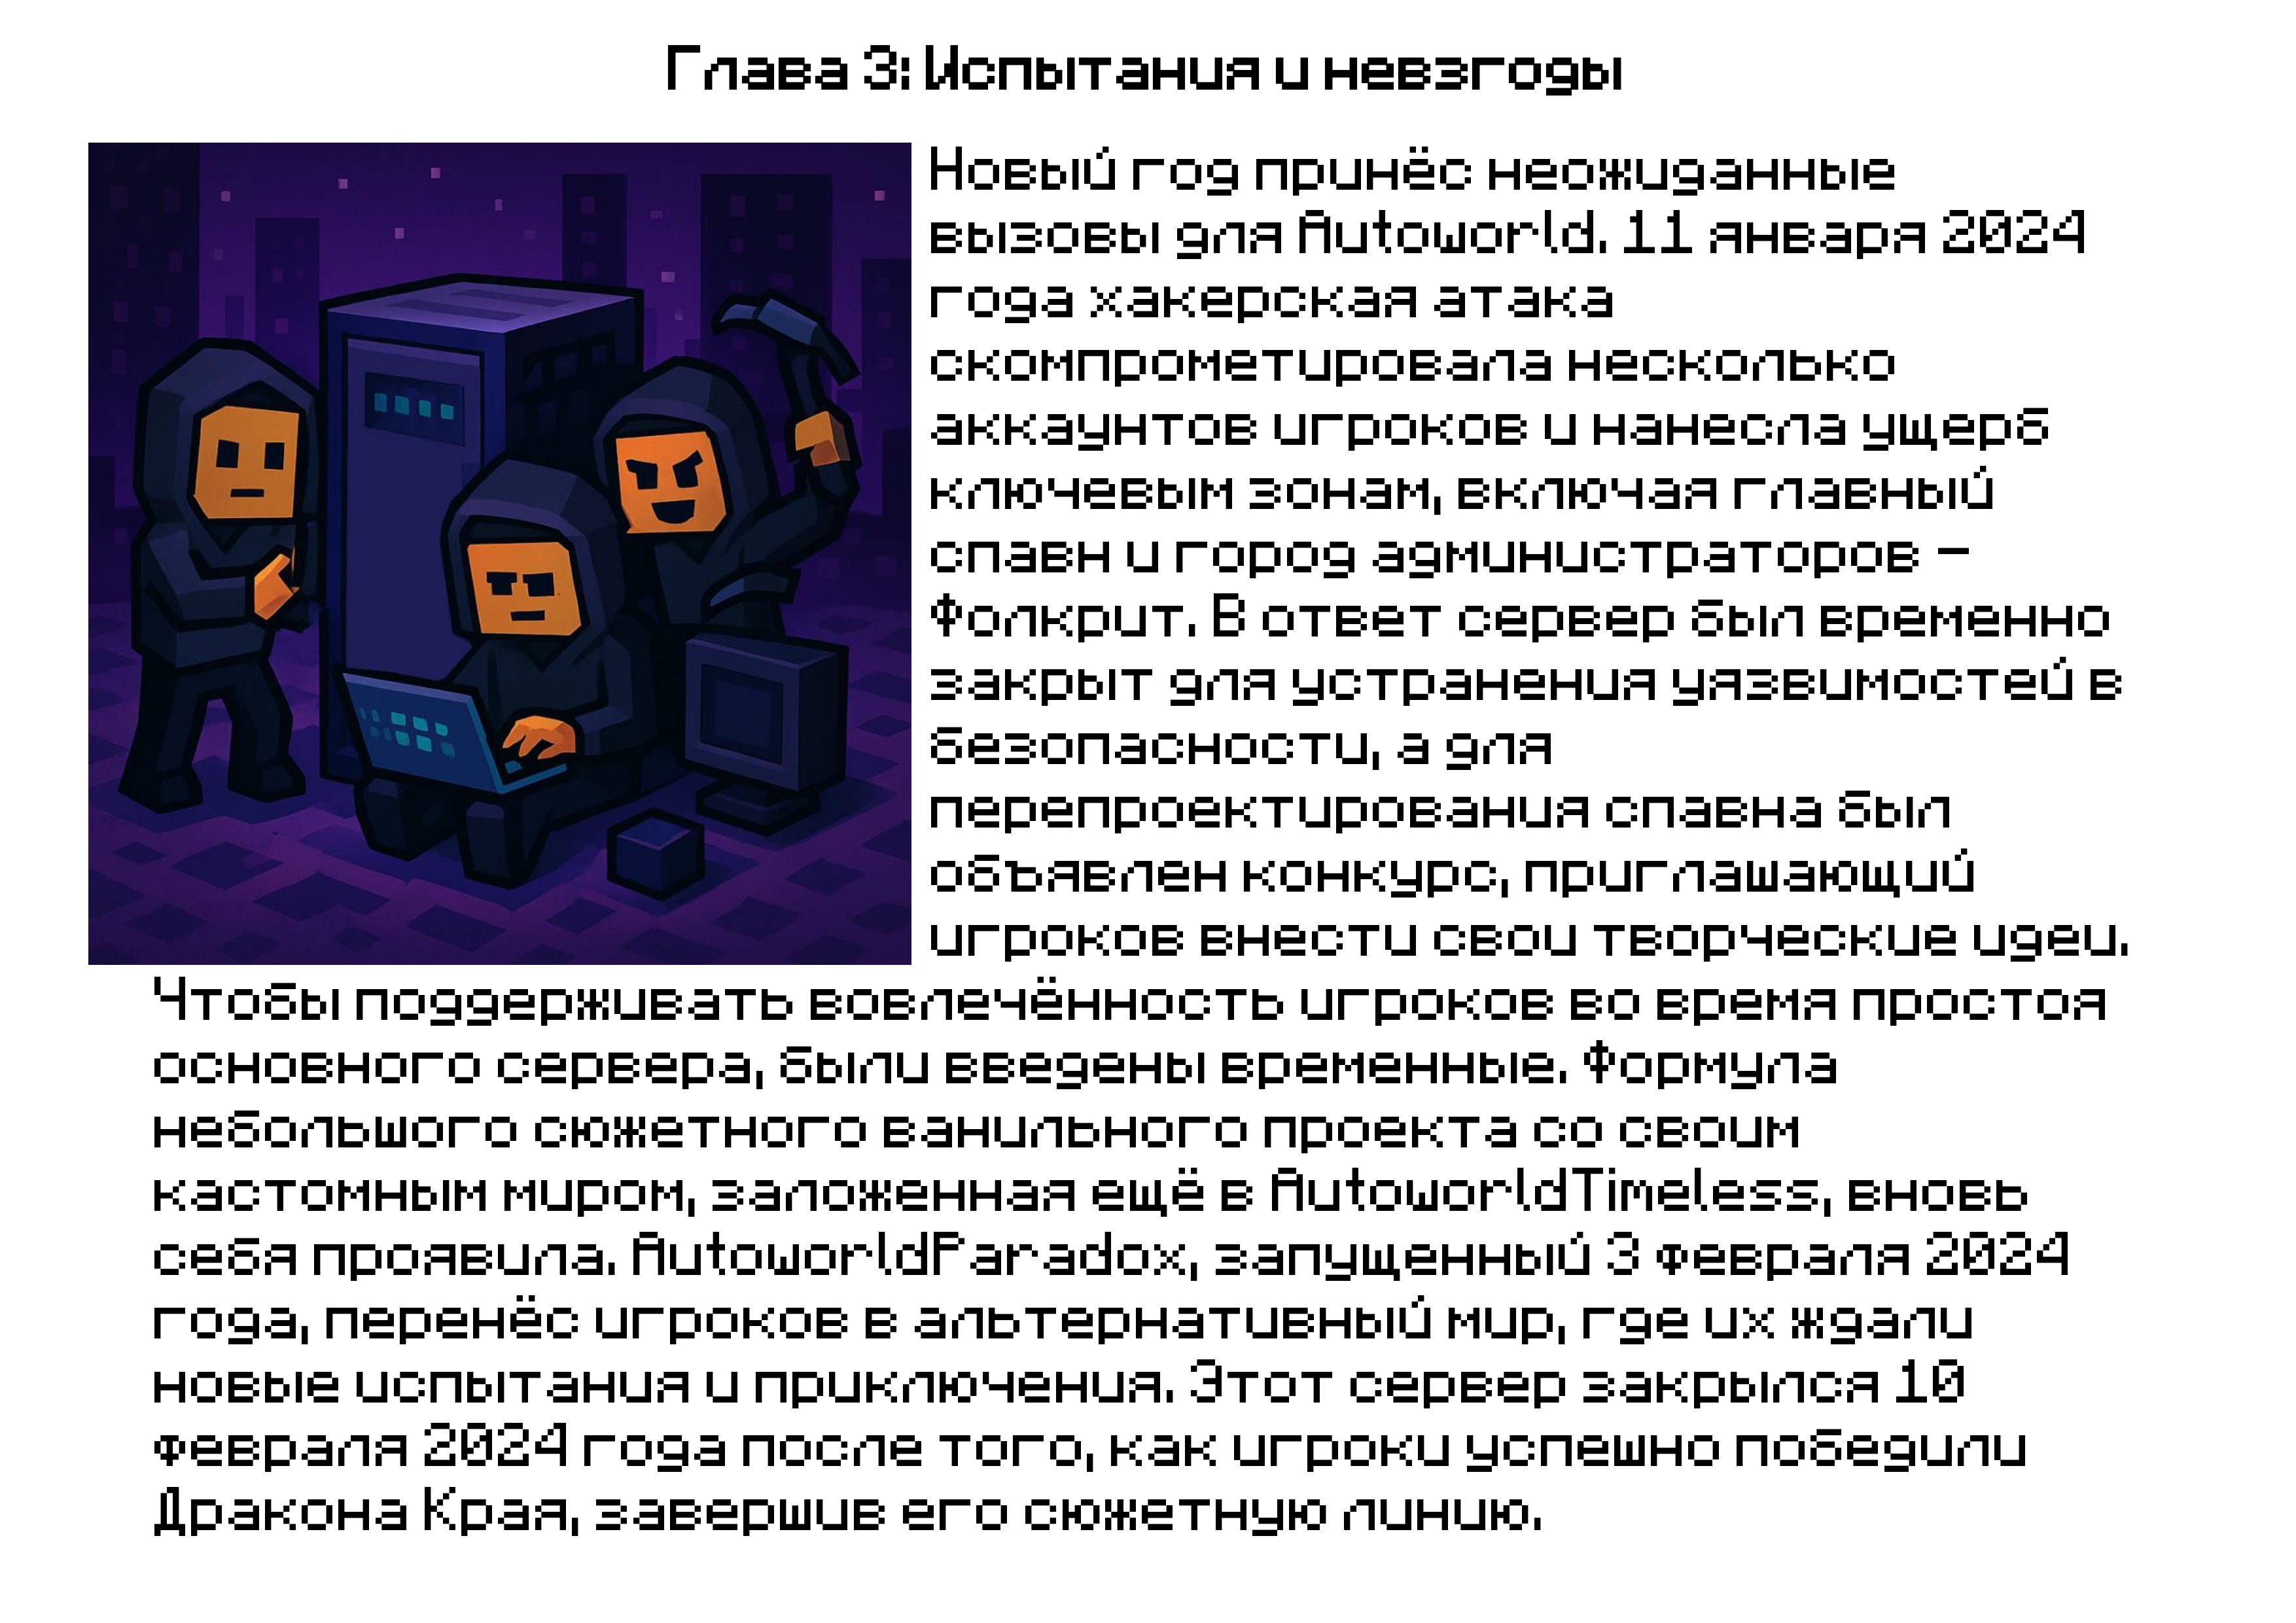 Глава 3: Испытания и невзгоды
Новый год принёс неожиданные
вызовы для Autoworld. 11 января 2024
года хакерская атака
скомпрометировала несколько
аккаунтов игроков и нанесла ущерб
ключевым зонам, включая главный
спавн и город администраторов –
Фолкрит. В ответ сервер был временно
закрыт для устранения уязвимостей в
безопасности, а для
перепроектирования спавна был
объявлен конкурс, приглашающий
игроков внести свои творческие идеи.
Чтобы поддерживать вовлечённость игроков во время простоя
основного сервера, были введены временные. Формула
небольшого сюжетного ванильного проекта со своим
кастомным миром, заложенная ещё в AutoworldTimeless, вновь
себя проявила. AutoworldParadox, запущенный 3 февраля 2024
года, перенёс игроков в альтернативный мир, где их ждали
новые испытания и приключения. Этот сервер закрылся 10
февраля 2024 года после того, как игроки успешно победили
Дракона Края, завершив его сюжетную линию.